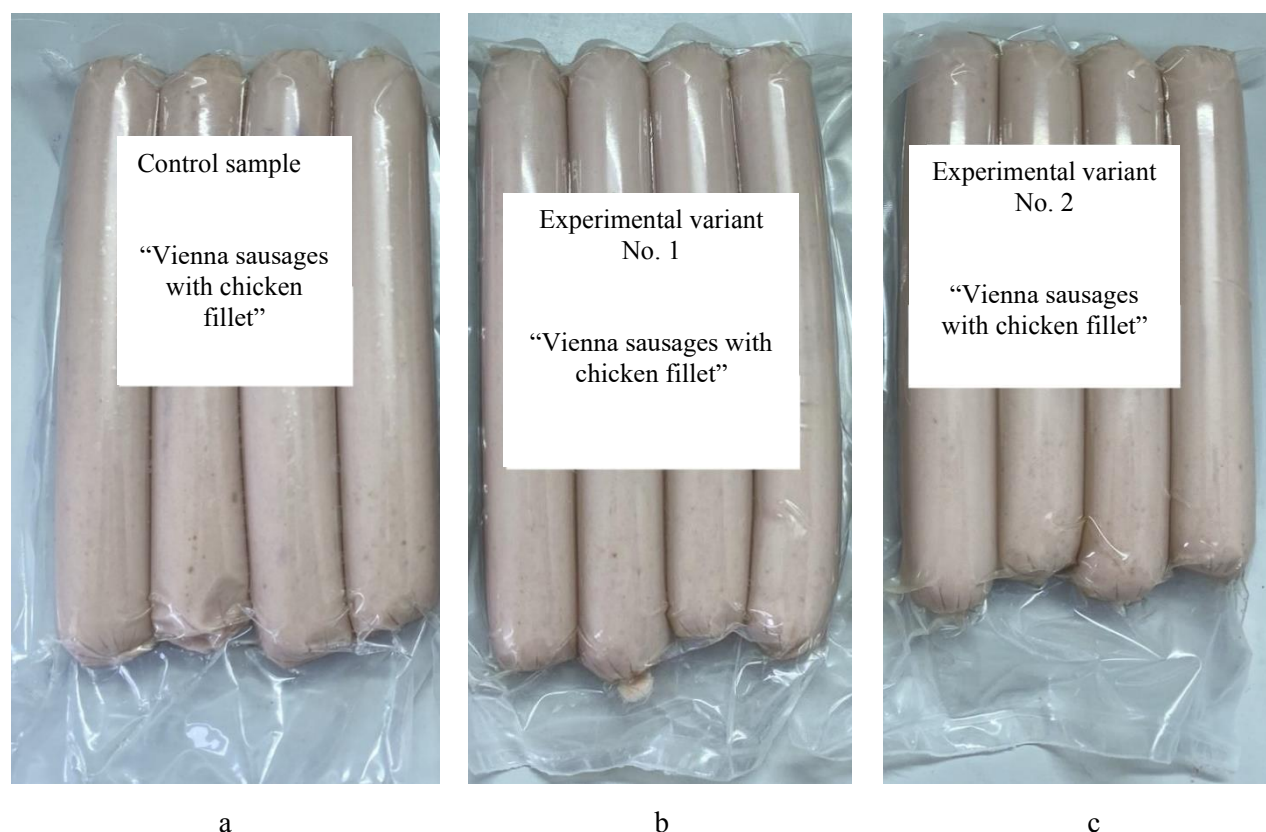 Control sample
“Vienna sausages
with chicken
fillet”
Experimental variant
No. 1
“Vienna sausages with
chicken fillet”
Experimental variant
No. 2
“Vienna sausages
with chicken fillet”
a
b
c